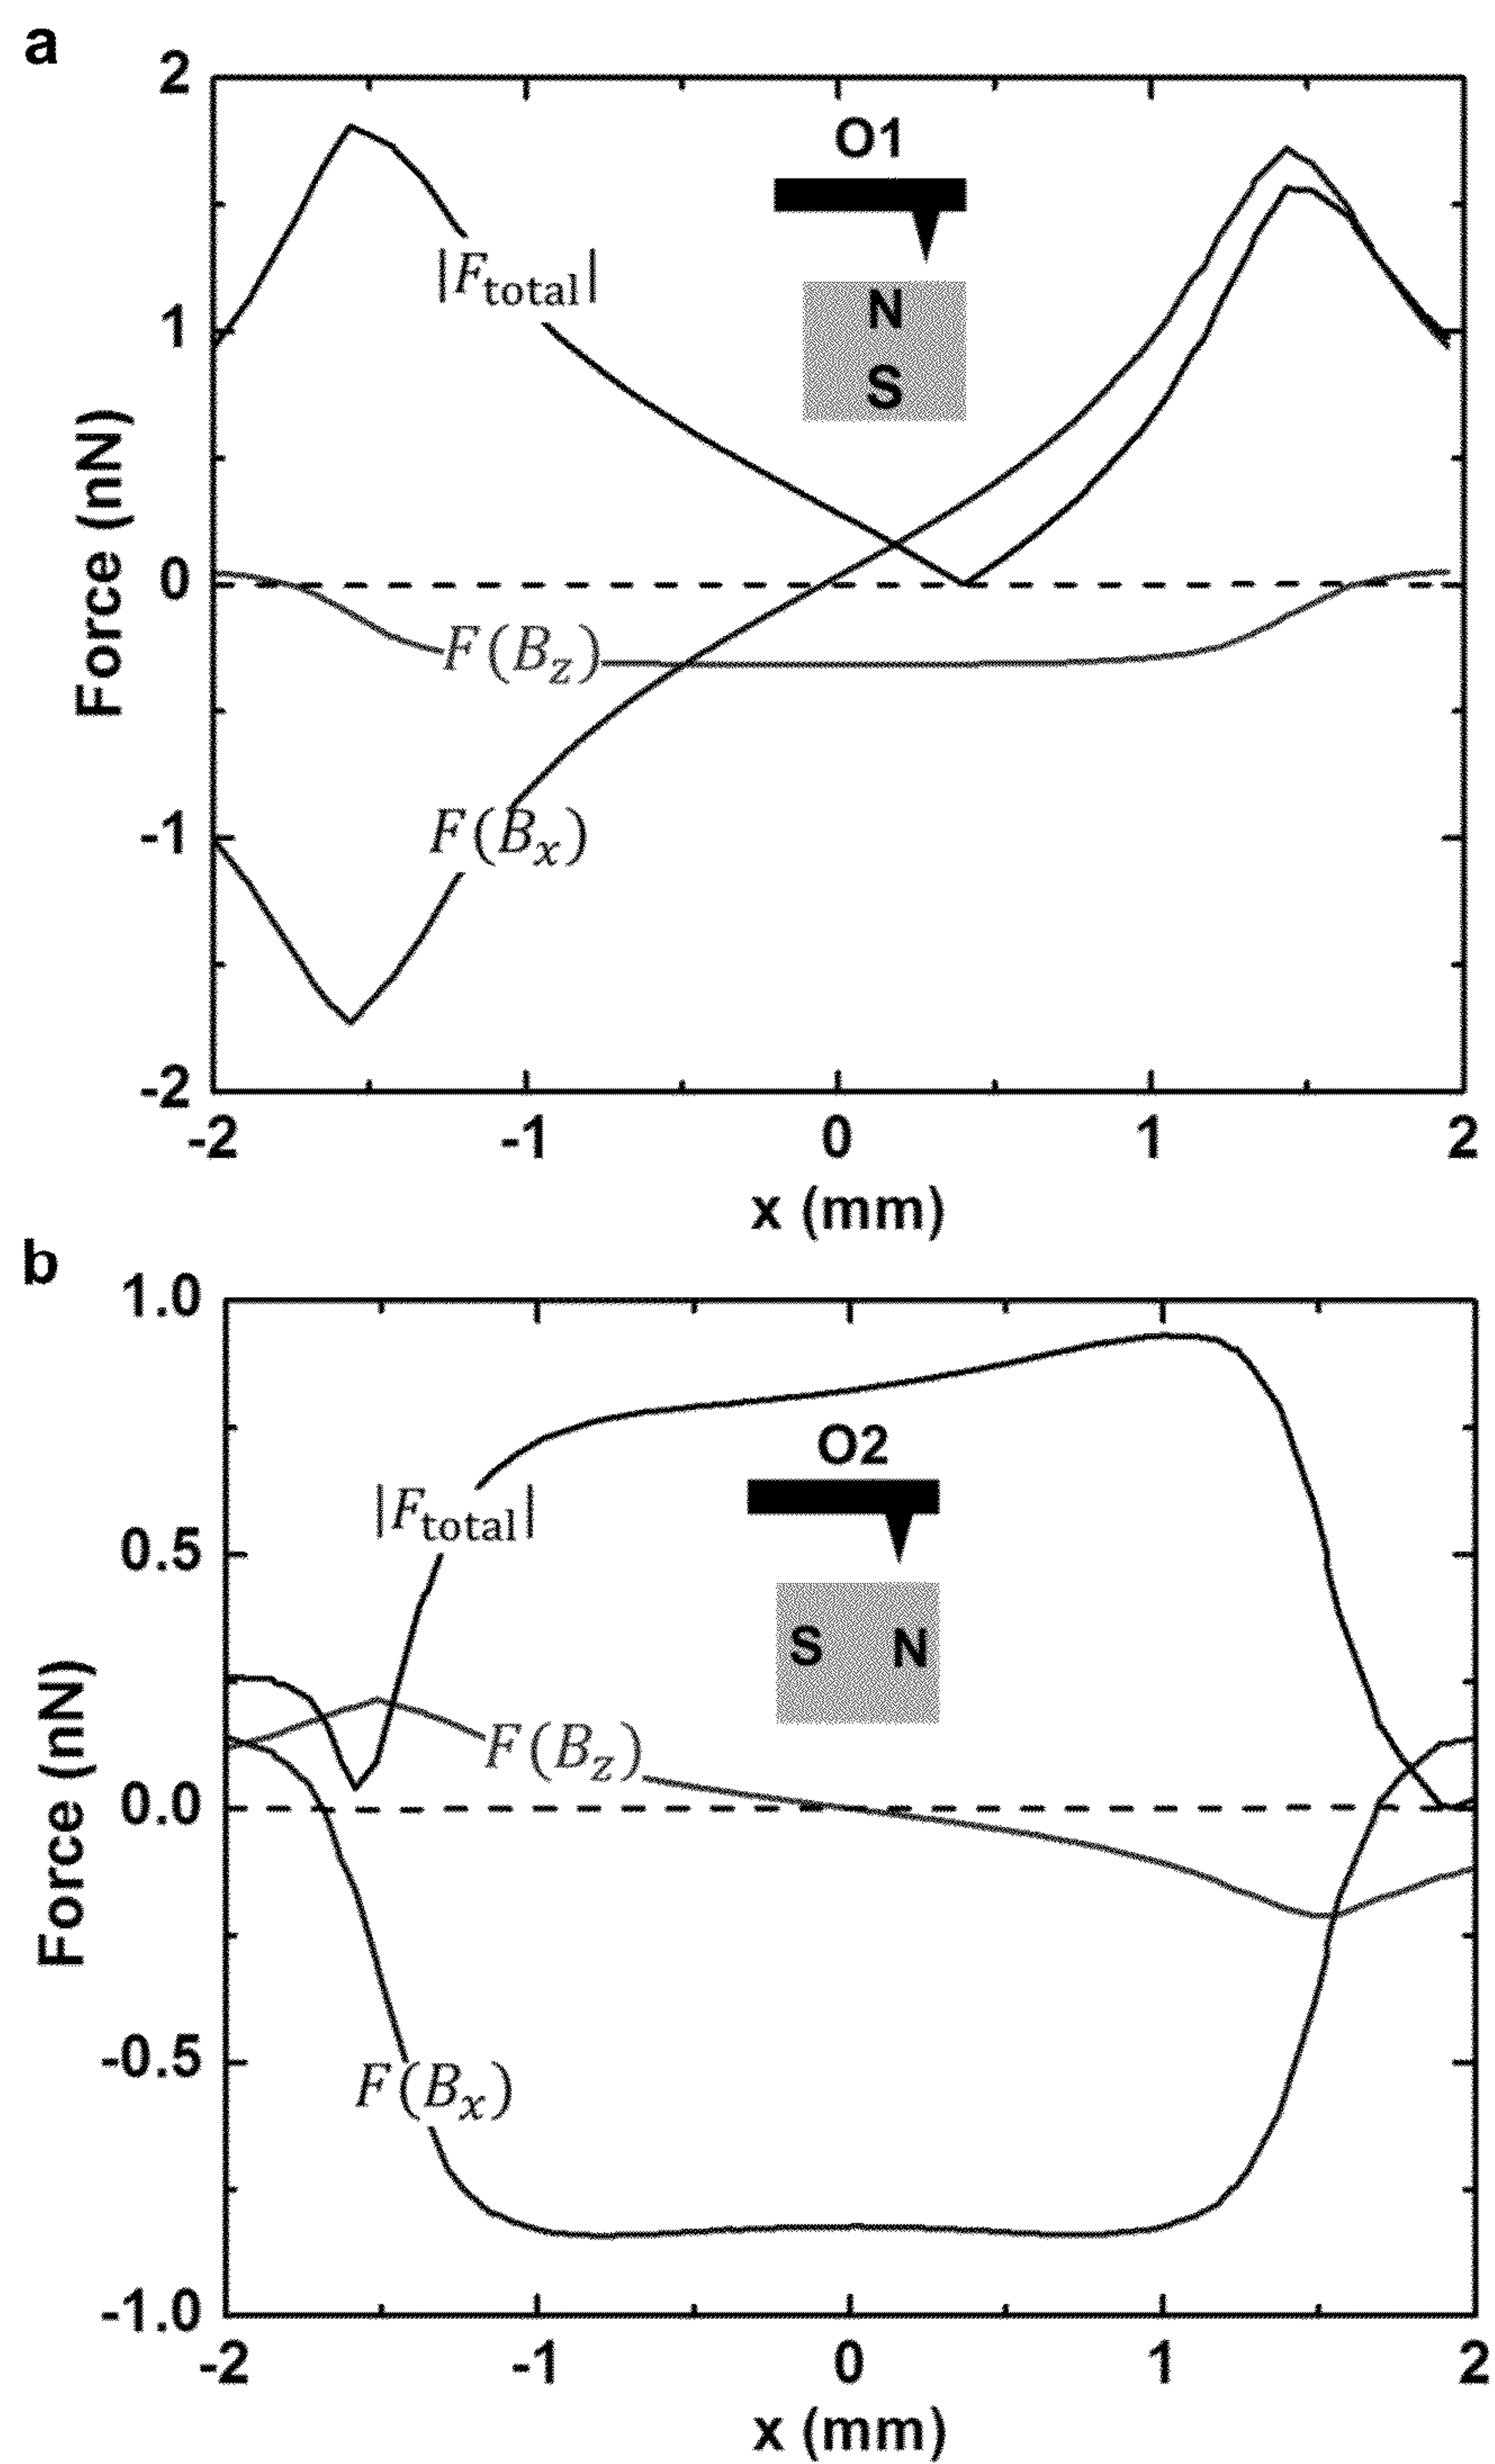 a
2
O1
|F_total|
N
1
S
Force (nN)
0
F(B_z)
-1
F(B_x)
-2
-2 -1 0 1 2
x (mm)
b
1.0
O2
|F_total|
0.5
S N
F(B_z)
Force (nN)
0.0
-0.5
F(B_x)
-1.0
-2 -1 0 1 2
x (mm)